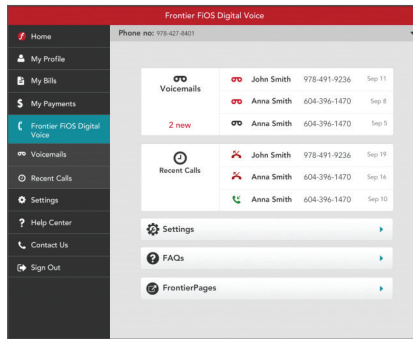 Frontier FiOS Digital Voice
Home
My Profile
My Bills
My Payments
Frontier FiOS Digital
Voice
Voicemails
Recent Calls
Settings
Help Center
Contact Us
Sign Out
Phone no: 978-427-8401
Voicemails
2 new
John Smith 978-491-9236 Sep 11
Anna Smith 604-396-1470 Sep 8
Anna Smith 604-396-1470 Sep 5
Recent Calls
John Smith 978-491-9236 Sep 19
Anna Smith 604-396-1470 Sep 16
Anna Smith 604-396-1470 Sep 10
Settings
FAQs
FrontierPages